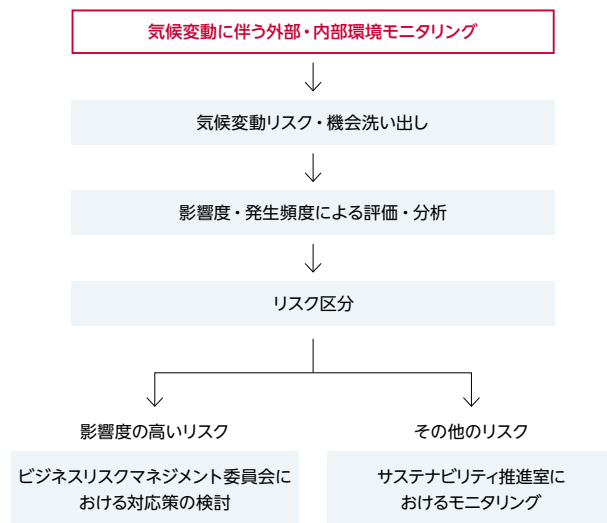 気候変動に伴う外部・内部環境モニタリング
気候変動リスク・機会洗い出し
影響度・発生頻度による評価・分析
リスク区分
影響度の高いリスク
ビジネスリスクマネジメント委員会に
おける対応策の検討
その他のリスク
サステナビリティ推進室に
おけるモニタリング